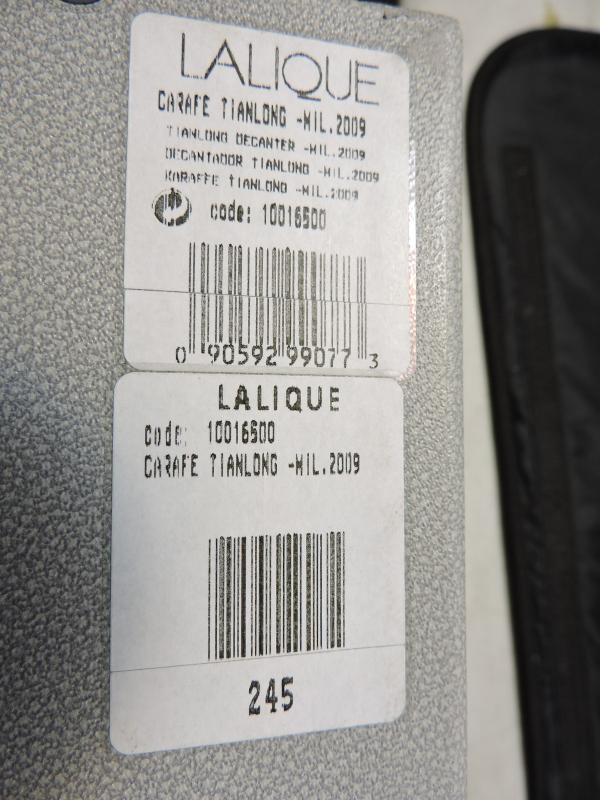 LALIQUE
CARAFE TIANLONG -MIL.2009
TIANLONG DECANTER -MIL.2009
DECANTADOR TIANLONG -MIL.2009
KARAFFE TIANLONG -MIL.2009
code: 10016500
0 90592 99077 3
LALIQUE
Code: 10016500
CARAFE TIANLONG -MIL.2009
245